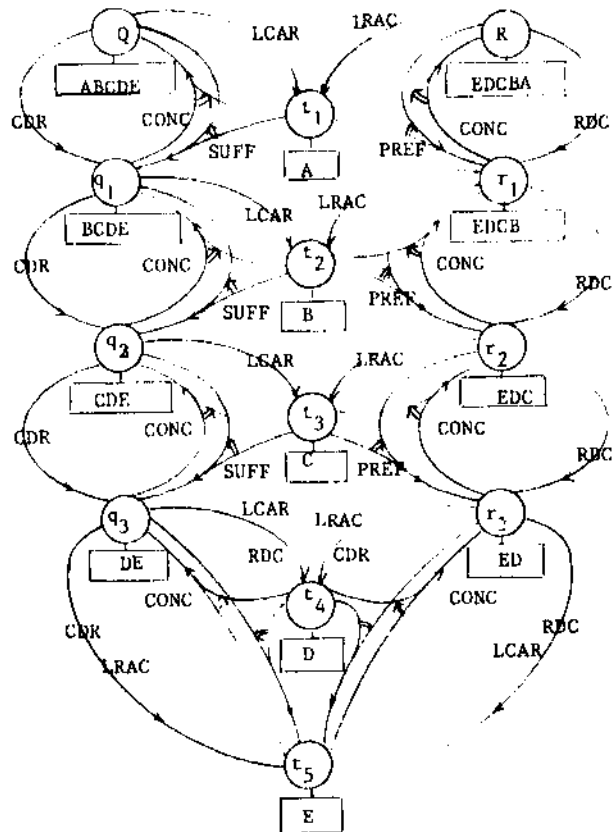 Q LCAR LRAC R
ABCDE EDCBA
t1
CDR CONC CONC RDC
SUFF A PREF
q1 r1
BCDE LCAR LRAC EDCB
CDR CONC t2 CONC
SUFF B PREF RDC
q2 r2
CDE LCAR LRAC EDC
CDR CONC t3 CONC
SUFF C PREF RDC
q3 LCAR LRAC r3
DE RDC CDR ED
CONC t4 CONC
CDR D RDC
LRAC LCAR
t5
E